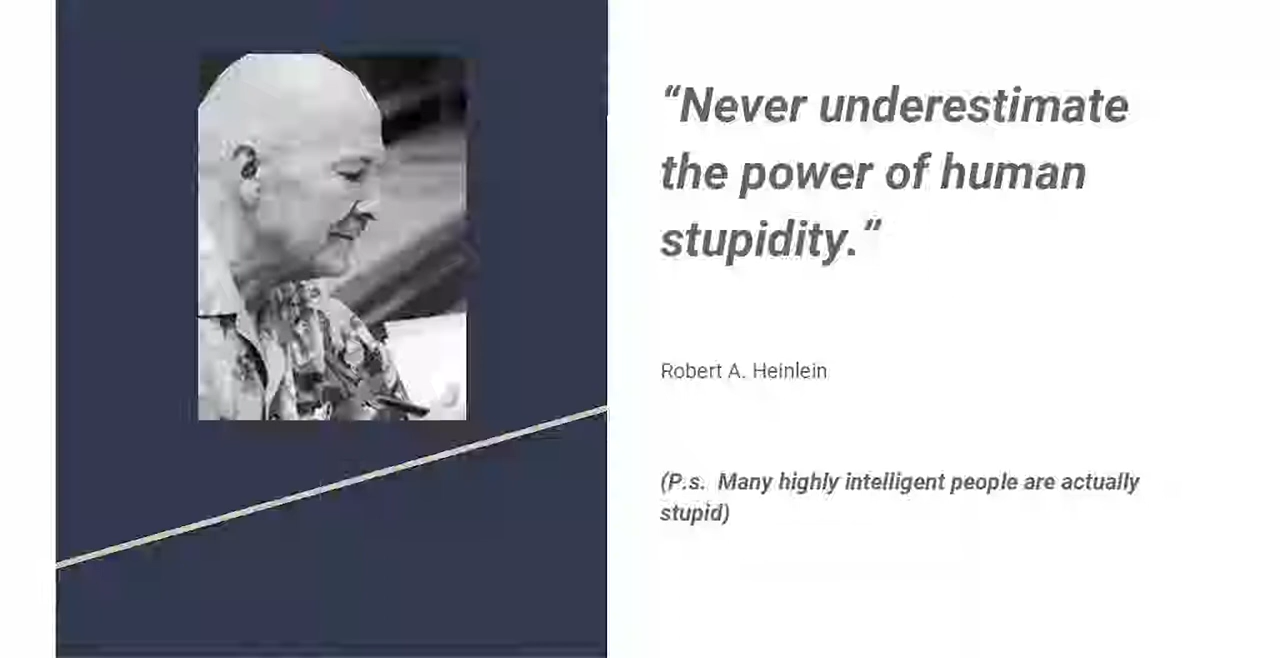 “Never underestimate
the power of human
stupidity.”
Robert A. Heinlein
(P.s.  Many highly intelligent people are actually
stupid)